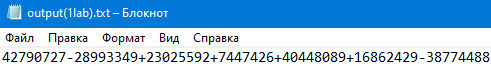 output(1lab).txt – Блокнот
Файл Правка Формат Вид Справка
42790727-28993349+23025592+7447426+40448089+16862429-38774488